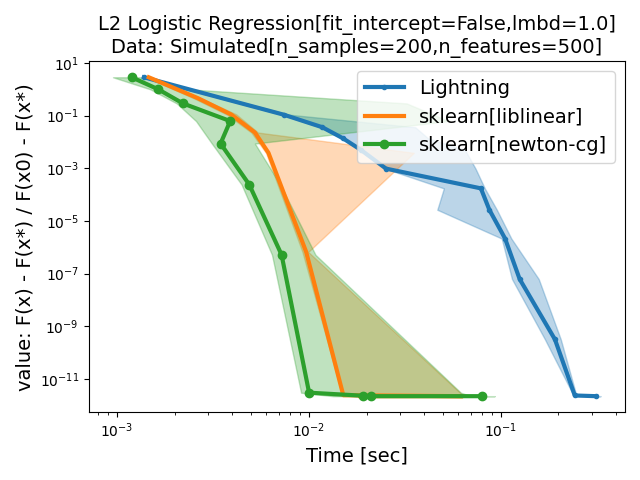 L2 Logistic Regression[fit_intercept=False,lmbd=1.0]
Data: Simulated[n_samples=200,n_features=500]
value: F(x) - F(x*) / F(x0) - F(x*)
10¹
10⁻¹
10⁻³
10⁻⁵
10⁻⁷
10⁻⁹
10⁻¹¹
Lightning
sklearn[liblinear]
sklearn[newton-cg]
10⁻³
10⁻²
10⁻¹
Time [sec]